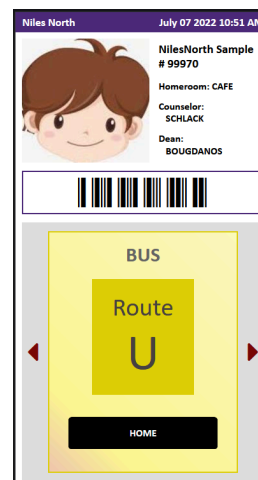 Niles North July 07 2022 10:51 AM
NilesNorth Sample
# 99970
Homeroom: CAFE
Counselor:
SCHLACK
Dean:
BOUGDANOS
BUS
Route
U
HOME